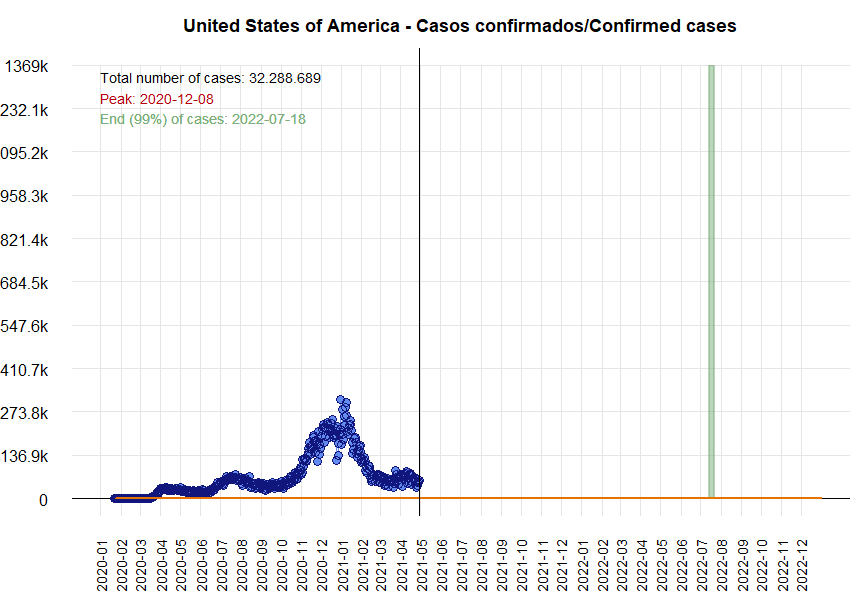 United States of America - Casos confirmados/Confirmed cases
Total number of cases: 32.288.689
Peak: 2020-12-08
End (99%) of cases: 2022-07-18
1369k
232.1k
095.2k
958.3k
821.4k
684.5k
547.6k
410.7k
273.8k
136.9k
0
2020-01
2020-02
2020-03
2020-04
2020-05
2020-06
2020-07
2020-08
2020-09
2020-10
2020-11
2020-12
2021-01
2021-02
2021-03
2021-04
2021-05
2021-06
2021-07
2021-08
2021-09
2021-10
2021-11
2021-12
2022-01
2022-02
2022-03
2022-04
2022-05
2022-06
2022-07
2022-08
2022-09
2022-10
2022-11
2022-12